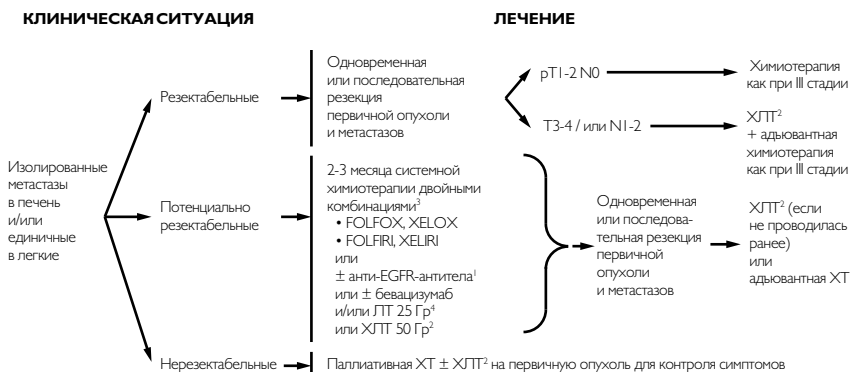 КЛИНИЧЕСКАЯ СИТУАЦИЯ
ЛЕЧЕНИЕ
Изолированные
метастазы
в печень
и/или
единичные
в легкие
Резектабельные
Одновременная
или последовательная
резекция
первичной опухоли
и метастазов
pT1-2 N0
Химиотерапия
как при III стадии
T3-4 / или N1-2
ХЛТ²
+ адьювантная
химиотерапия
как при III стадии
Потенциально
резектабельные
2-3 месяца системной
химиотерапии двойными
комбинациями³
• FOLFOX, XELOX
• FOLFIRI, XELIRI
или
± анти-EGFR-антитела¹
или ± бевацизумаб
и/или ЛТ 25 Гр⁴
или ХЛТ 50 Гр²
Одновременная
или последова-
тельная резекция
первичной
опухоли
и метастазов
ХЛТ² (если
не проводилась
ранее)
или
адьювантная ХТ
Нерезектабельные
Паллиативная ХТ ± ХЛТ² на первичную опухоль для контроля симптомов